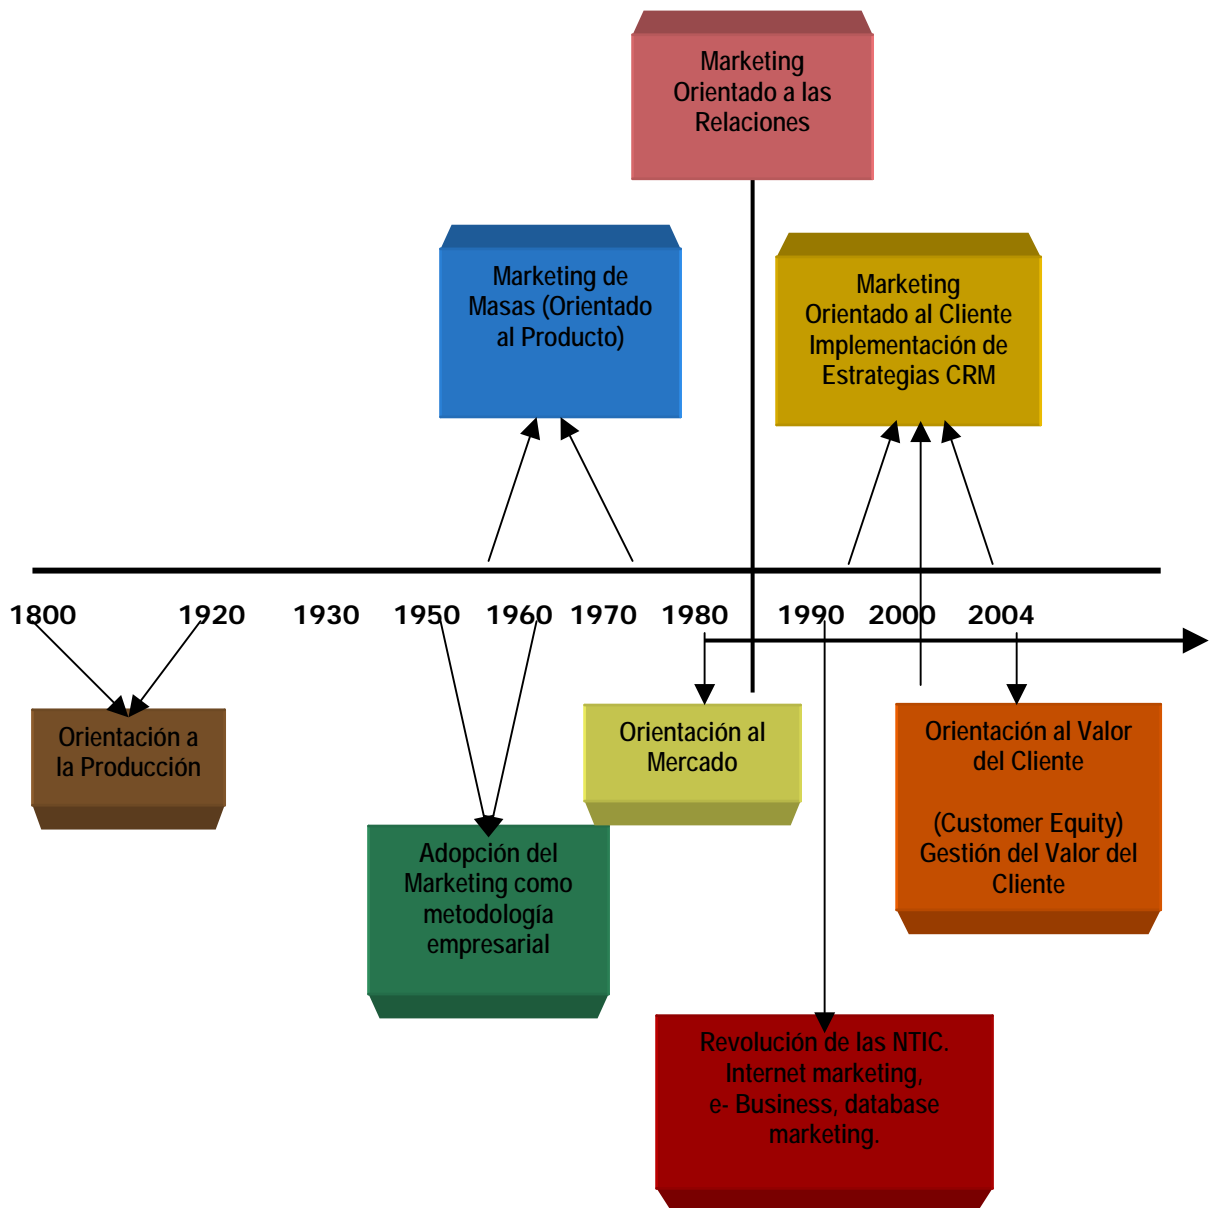 Marketing
Orientado a las
Relaciones
Marketing de
Masas (Orientado
al Producto)
Marketing
Orientado al Cliente
Implementación de
Estrategias CRM
1800 1920 1930 1950 1960 1970 1980 1990 2000 2004
Orientación a
la Producción
Orientación al
Mercado
Orientación al Valor
del Cliente
(Customer Equity)
Gestión del Valor del
Cliente
Adopción del
Marketing como
metodología
empresarial
Revolución de las NTIC.
Internet marketing,
e- Business, database
marketing.